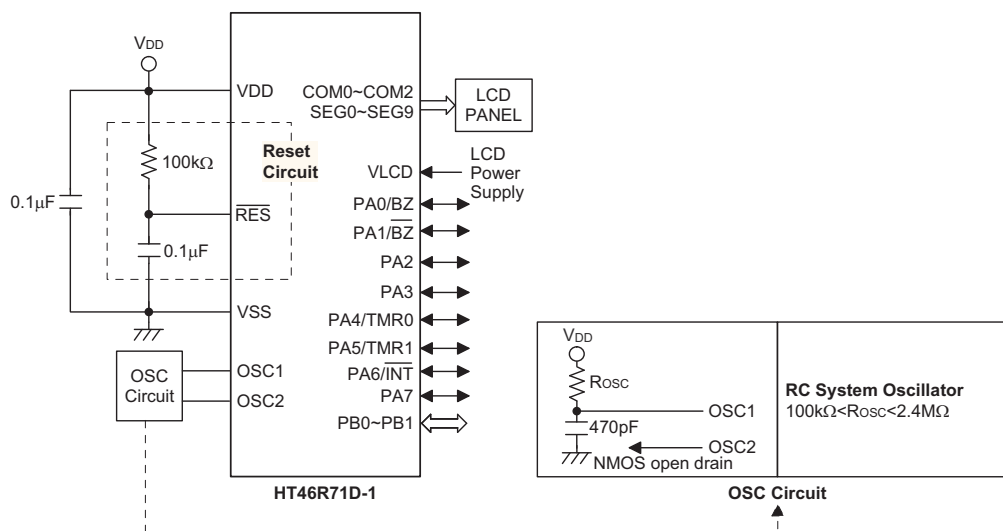 VDD
VDD
COM0~COM2
SEG0~SEG9
LCD
PANEL
Reset
Circuit
100kΩ
VLCD
LCD
Power
Supply
0.1μF
RES
PA0/BZ
PA1/BZ
0.1μF
PA2
PA3
VSS
PA4/TMR0
PA5/TMR1
OSC
Circuit
OSC1
OSC2
PA6/INT
PA7
PB0~PB1
HT46R71D-1
VDD
ROSC
OSC1
470pF
OSC2
NMOS open drain
RC System Oscillator
100kΩ<ROSC<2.4MΩ
OSC Circuit